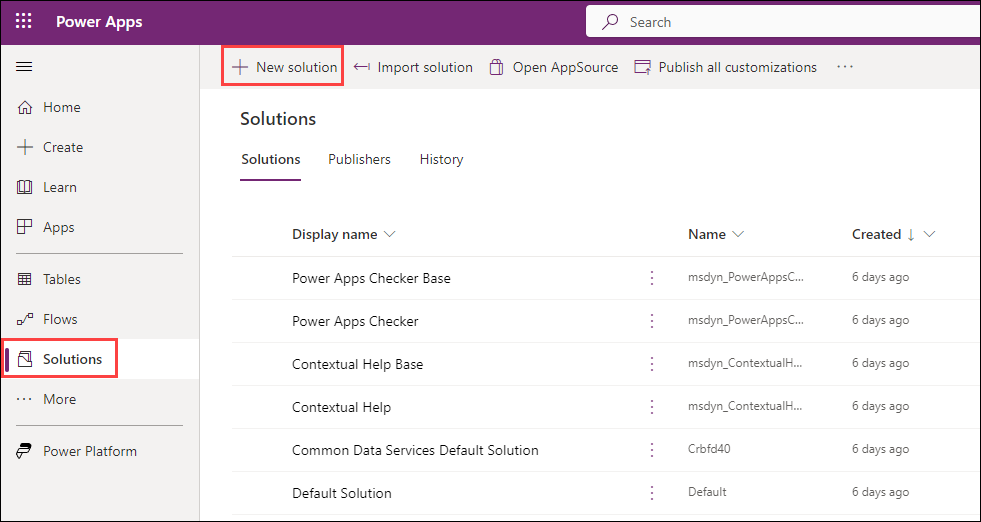 Power Apps
Search
New solution
Import solution
Open AppSource
Publish all customizations
Home
Create
Learn
Apps
Tables
Flows
Solutions
More
Power Platform
Solutions
Solutions Publishers History
Display name Name Created
Power Apps Checker Base msdyn_PowerAppsC... 6 days ago
Power Apps Checker msdyn_PowerAppsC... 6 days ago
Contextual Help Base msdyn_ContextualH... 6 days ago
Contextual Help msdyn_ContextualH... 6 days ago
Common Data Services Default Solution Crbfd40 6 days ago
Default Solution Default 6 days ago